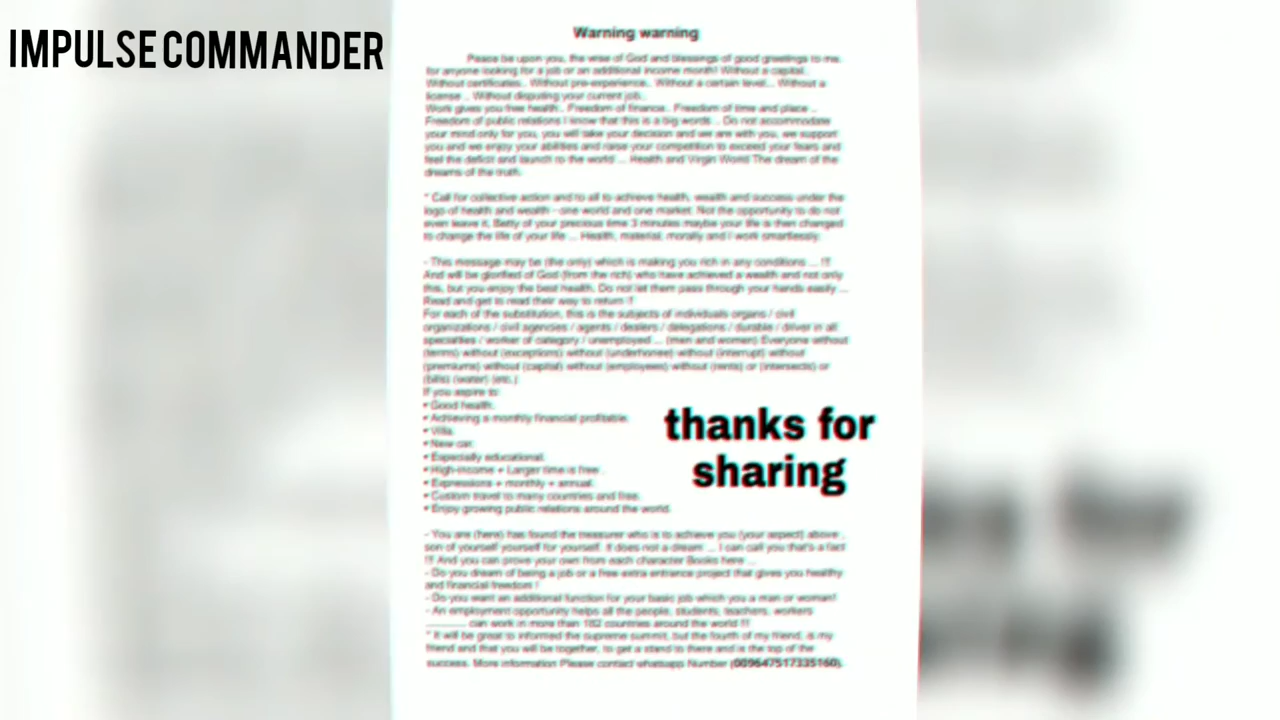 IMPULSE COMMANDER
Warning warning
Peace be upon you, the wise of God and blessings of good greetings to me.
for anyone looking for a job or an additional income month! Without a capital.
Without certificates.. Without pre-experience.. Without a certain level... Without a
license .. Without disputing your current job..
Work gives you free health.. Freedom of finance.. Freedom of time and place ..
Freedom of public relations I know that this is a big words .. Do not accommodate
your mind only for you, you will take your decision and we are with you, we support
you and we enjoy your abilities and raise your competition to exceed your fears and
feel the deficit and launch to the world ... Health and Virgin World The dream of the
dreams of the truth.
* Call for collective action and to all to achieve health, wealth and success under the
logo of health and wealth - one world and one market. Not the opportunity to do not
even leave it, Betty of your precious time 3 minutes maybe your life is then changed
to change the life of your life ... Health, material, morally and I work smartlessly.
- This message may be (the only) which is making you rich in any conditions ... !!'
And will be glorified of God (from the rich) who have achieved a wealth and not only
this, but you enjoy the best health. Do not let them pass through your hands easily ...
Read and get to read their way to return !'
For each of the substitution, this is the subjects of individuals organs / civil
organizations / civil agencies / agents / dealers / delegations / durable / driver in all
specialties / worker of category / unemployed ... (men and women) Everyone without
(terms) without (exceptions) without (underhonee) without (interrupt) without
(premiums) without (capital) without (employees) without (rents) or (intersects) or
(bills) (water) (etc.)
If you aspire to:
• Good health.
• Achieving a monthly financial profitable.
• Villa.
• New car.
• Especially educational.
• High-income + Larger time is free .
• Expressions + monthly + annual.
• Custom travel to many countries and free.
• Enjoy growing public relations around the world.
thanks for
sharing
- You are (here) has found the treasurer who is to achieve you (your aspect) above ,
son of yourself yourself for yourself. It does not a dream ... I can call you that's a fact
!!' And you can prove your own from each character Books here ...
- Do you dream of being a job or a free extra entrance project that gives you healthy
and financial freedom !
- Do you want an additional function for your basic job which you a man or woman!
- An employment opportunity helps all the people, students, teachers, workers
............ can work in more than 182 countries around the world !!!
* It will be great to informed the supreme summit, but the fourth of my friend, is my
friend and that you will be together, to get a stand to there and is the top of the
success. More information Please contact whatsapp Number (009647517335160).